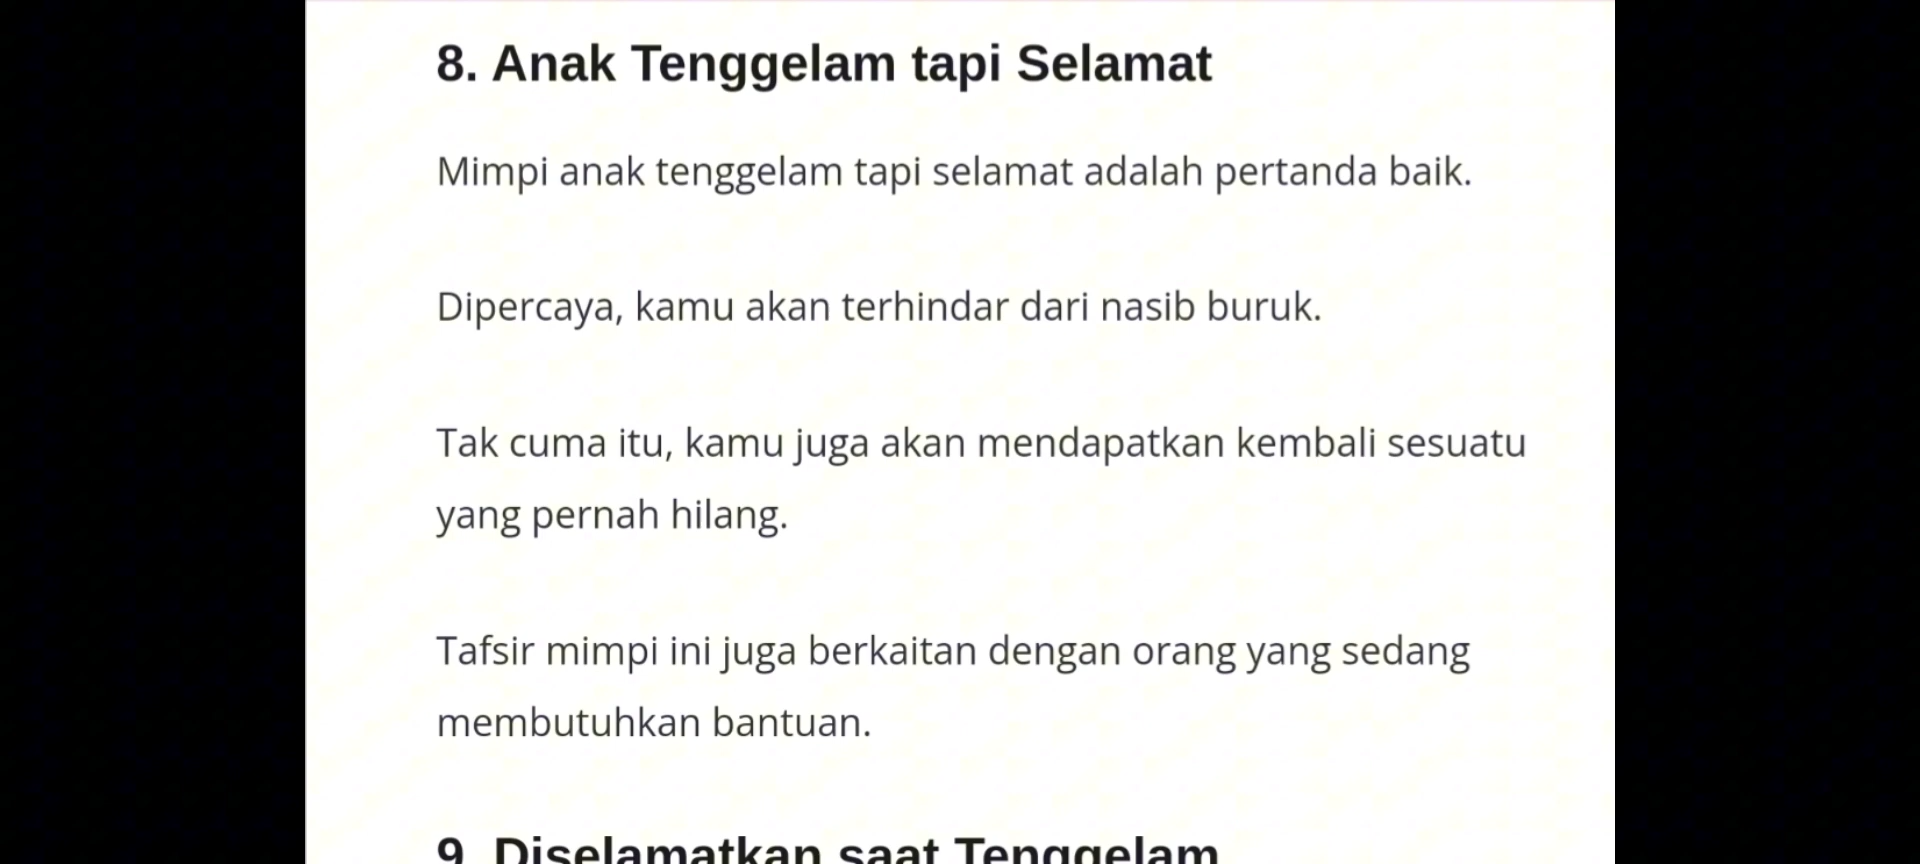 8. Anak Tenggelam tapi Selamat
Mimpi anak tenggelam tapi selamat adalah pertanda baik.
Dipercaya, kamu akan terhindar dari nasib buruk.
Tak cuma itu, kamu juga akan mendapatkan kembali sesuatu
yang pernah hilang.
Tafsir mimpi ini juga berkaitan dengan orang yang sedang
membutuhkan bantuan.
9. Diselamatkan saat Tenggelam